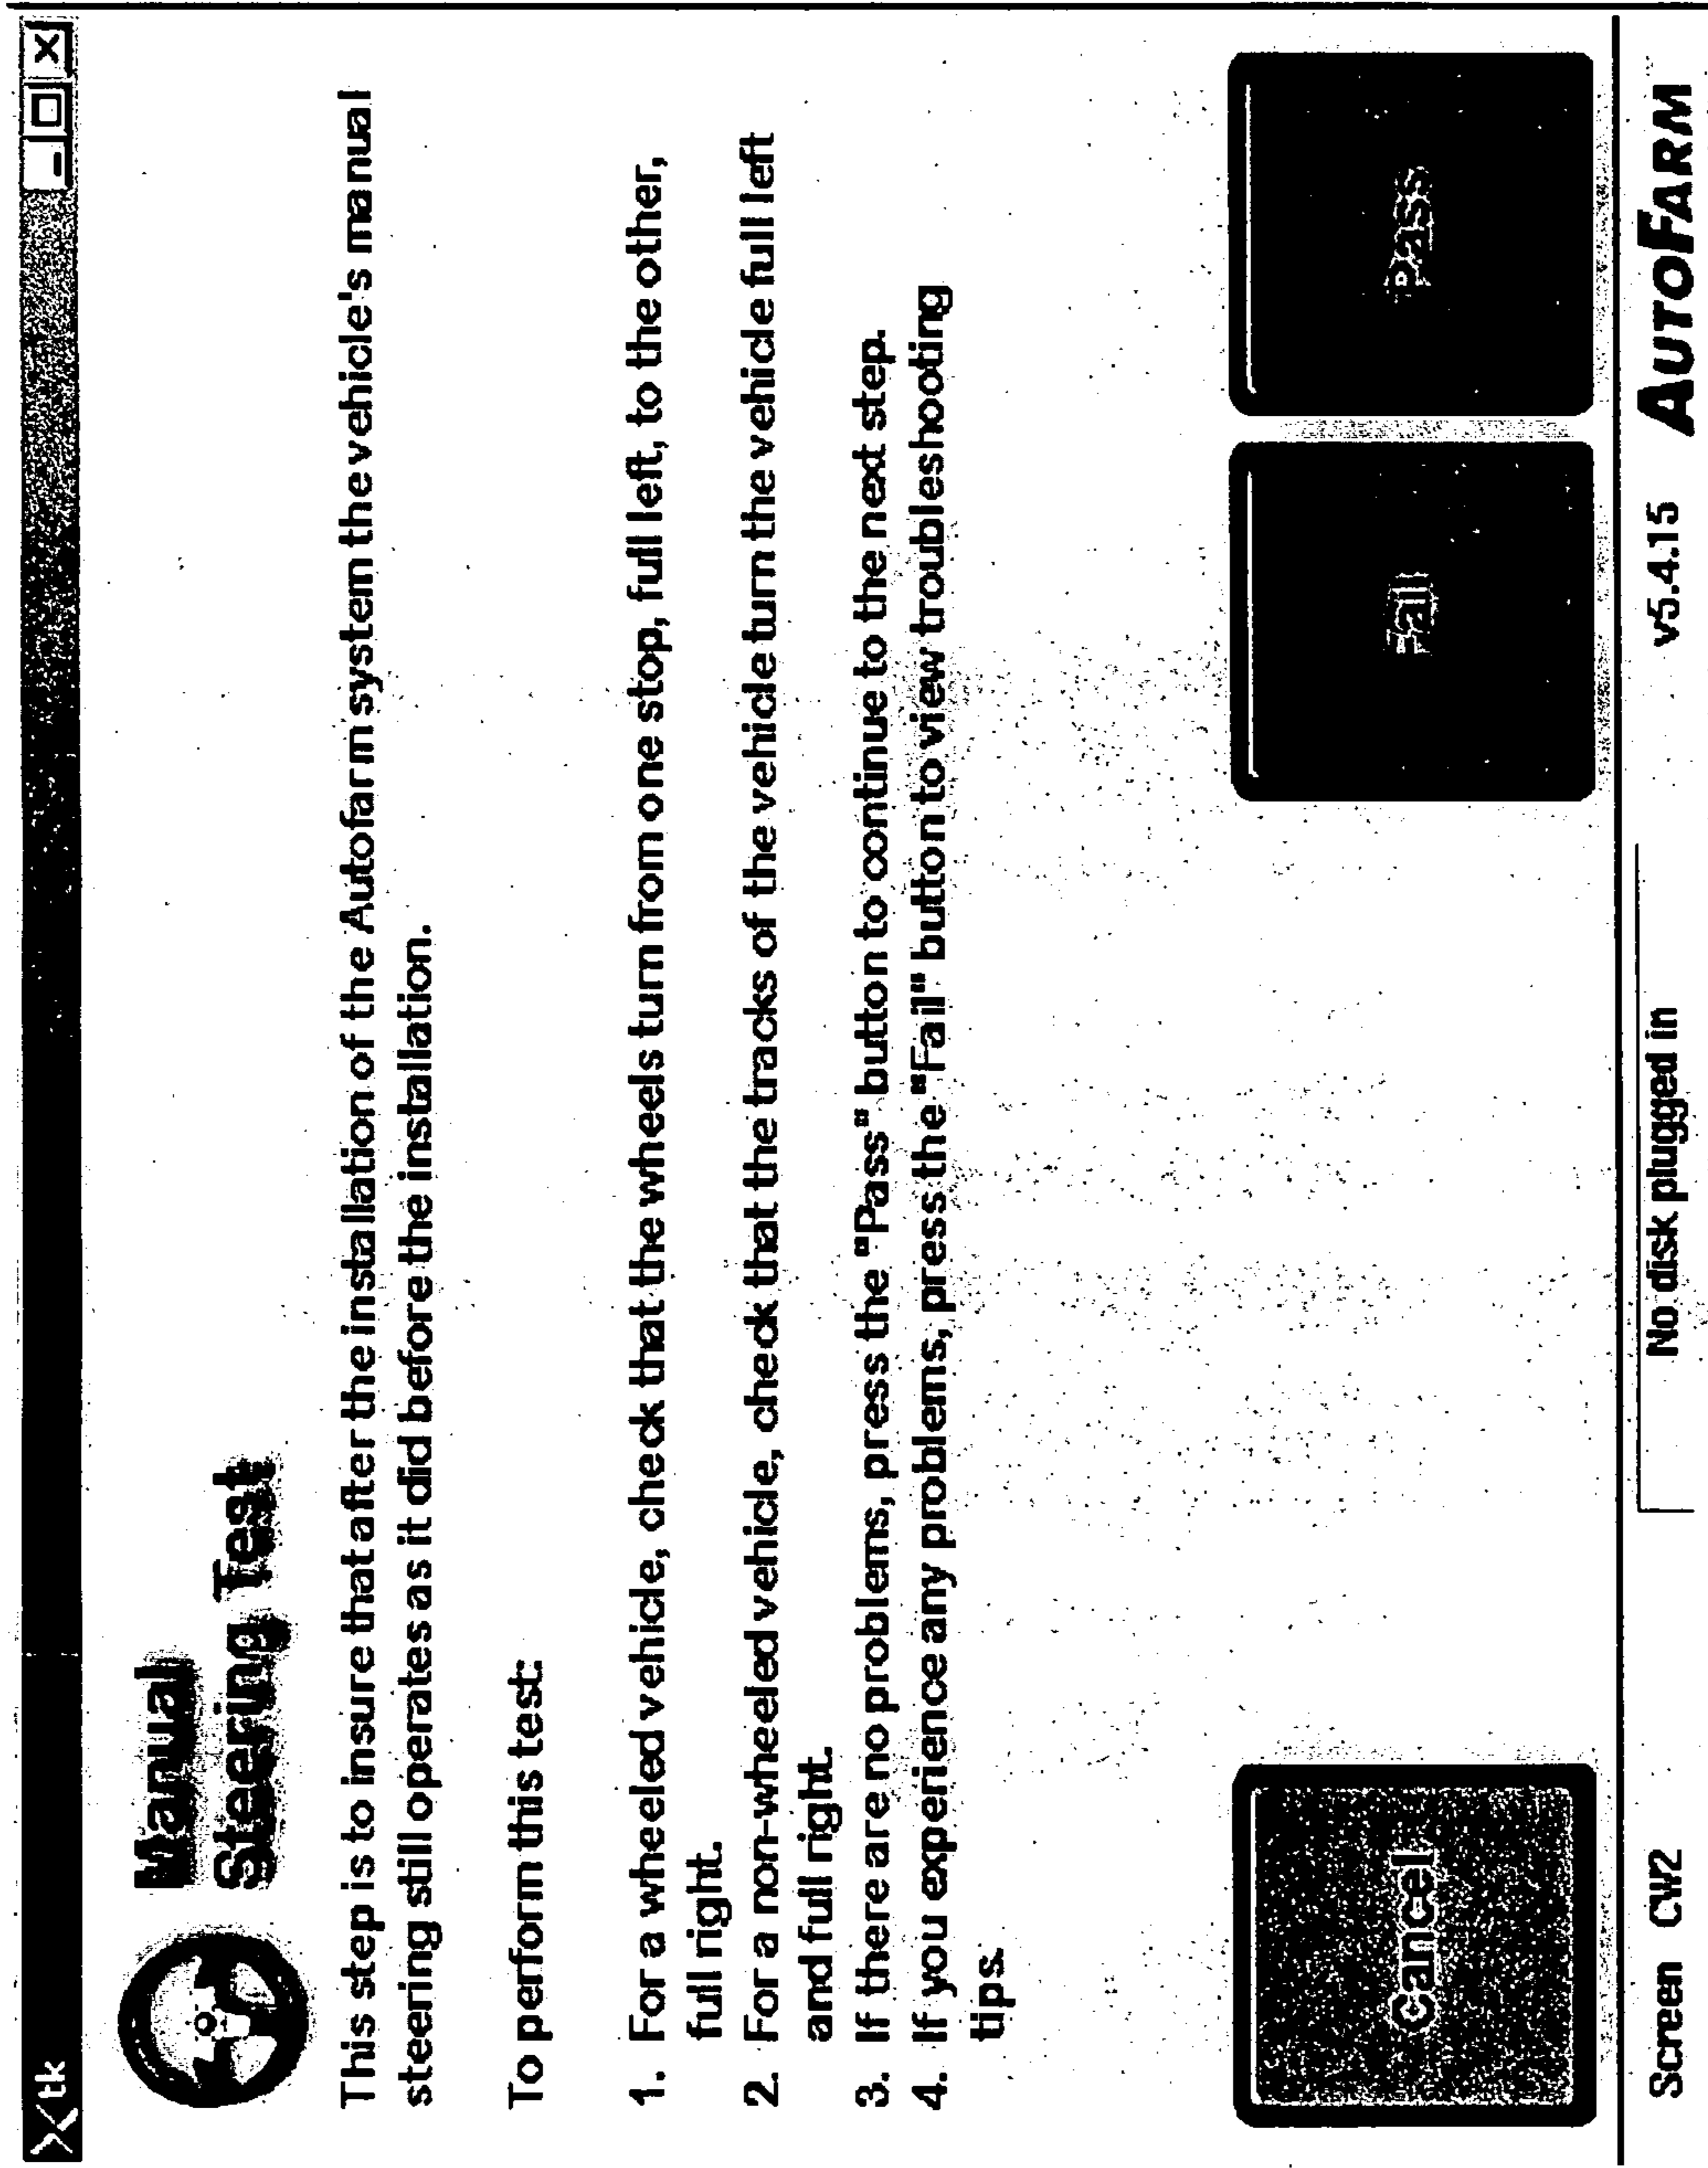 tk
Manual
Steering Test
This step is to insure that after the installation of the Autofarm system the vehicle's manual
steering still operates as it did before the installation.
To perform this test:
1. For a wheeled vehicle, check that the wheels turn from one stop, full left, to the other,
full right.
2. For a non-wheeled vehicle, check that the tracks of the vehicle turn the vehicle full left
and full right.
3. If there are no problems, press the "Pass" button to continue to the next step.
4. If you experience any problems, press the "Fail" button to view troubleshooting
tips.
Cancel
Fail
Pass
Screen CW2
No disk plugged in
v5.4.15
AUTOFARM